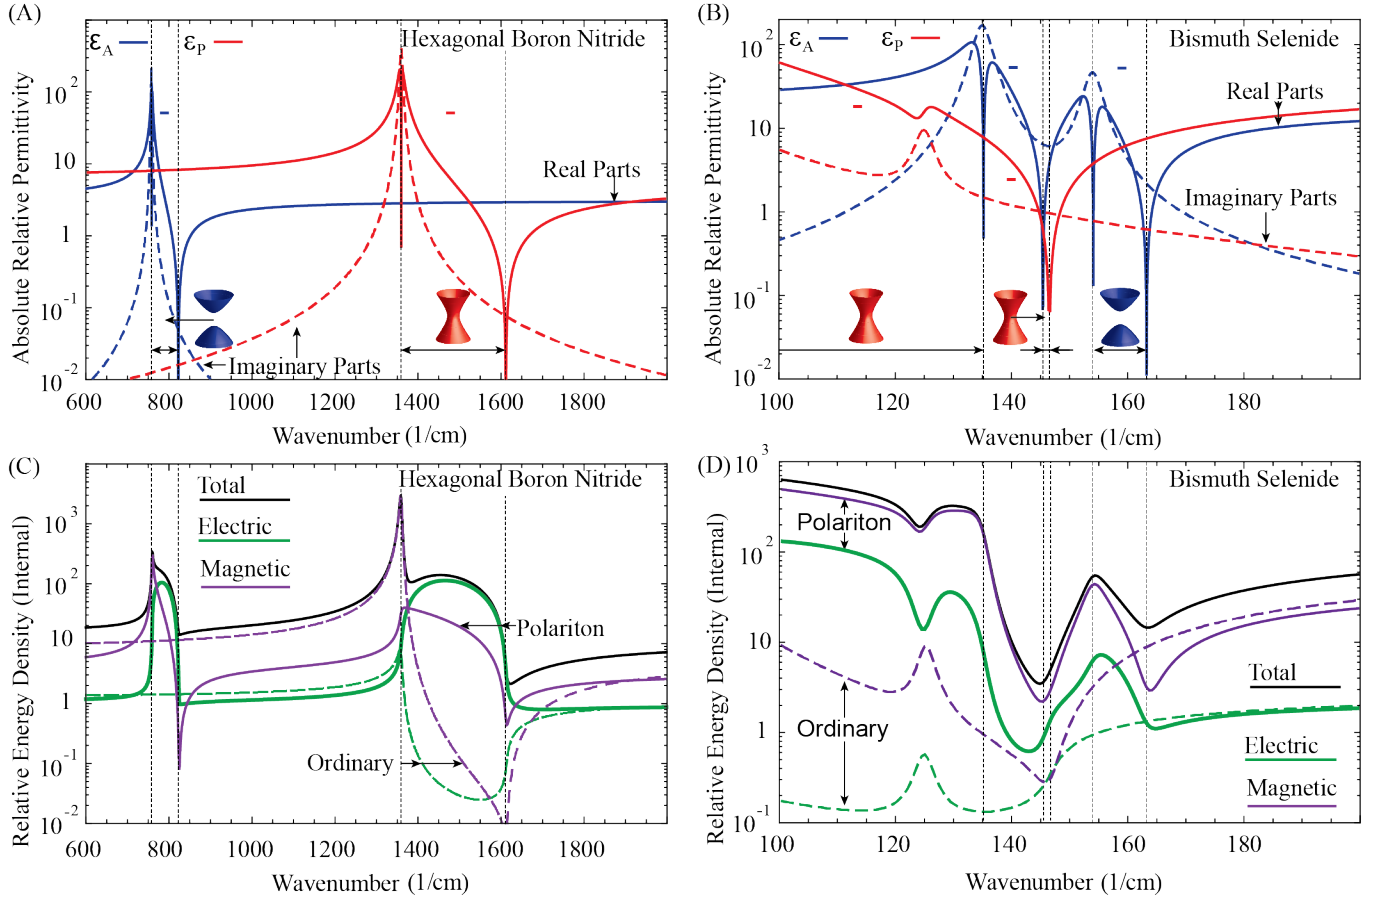 (A)
ε_A ε_P Hexagonal Boron Nitride
Absolute Relative Permittivity
10^2
10
1
10^-1
10^-2
Real Parts
Imaginary Parts
600 800 1000 1200 1400 1600 1800
Wavenumber (1/cm)
(B)
ε_A ε_P Bismuth Selenide
Absolute Relative Permittivity
10^2
10
1
10^-1
10^-2
Real Parts
Imaginary Parts
100 120 140 160 180
Wavenumber (1/cm)
(C)
Hexagonal Boron Nitride
Total
Electric
Magnetic
Relative Energy Density (Internal)
10^3
10^2
10
1
10^-1
10^-2
Polariton
Ordinary
600 800 1000 1200 1400 1600 1800
Wavenumber (1/cm)
(D)
Bismuth Selenide
Relative Energy Density (Internal)
10^3
10^2
10
1
10^-1
Polariton
Ordinary
Total
Electric
Magnetic
100 120 140 160 180
Wavenumber (1/cm)